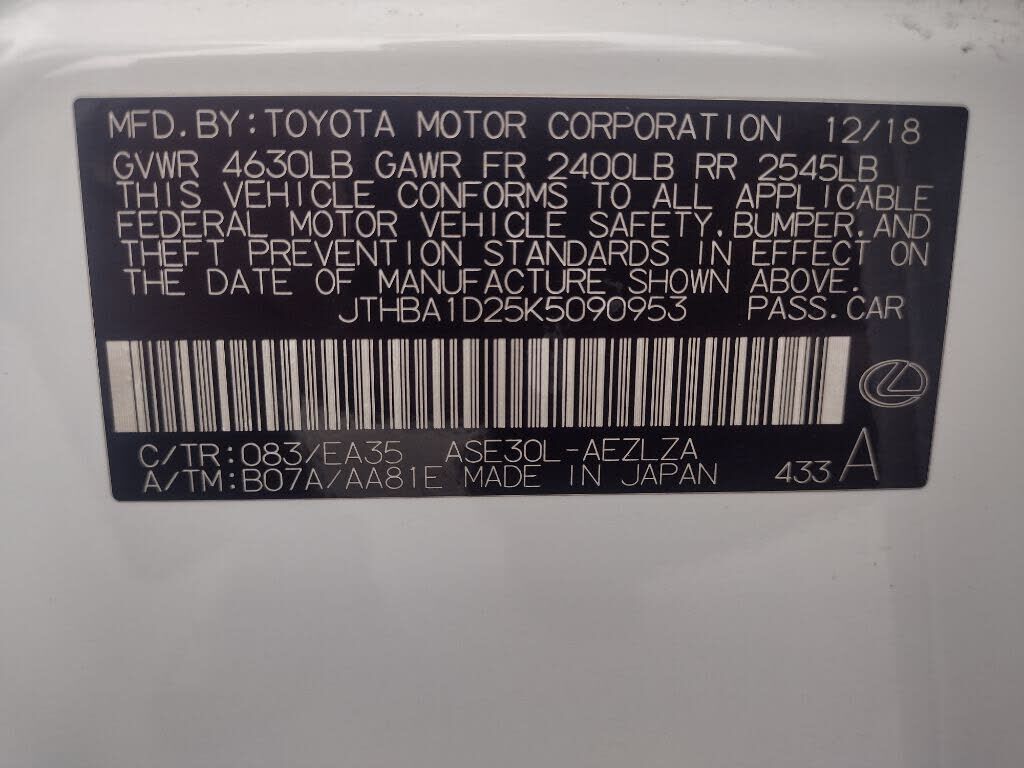 MFD.BY:TOYOTA MOTOR CORPORATION 12/18
GVWR 4630LB GAWR FR 2400LB RR 2545LB
THIS VEHICLE CONFORMS TO ALL APPLICABLE
FEDERAL MOTOR VEHICLE SAFETY,BUMPER,AND
THEFT PREVENTION STANDARDS IN EFFECT ON
THE DATE OF MANUFACTURE SHOWN ABOVE.
JTHBA1D25K5090953 PASS.CAR
C/TR:083/EA35 ASE30L-AEZLZA
A/TM:B07A/AA81E MADE IN JAPAN 433 A